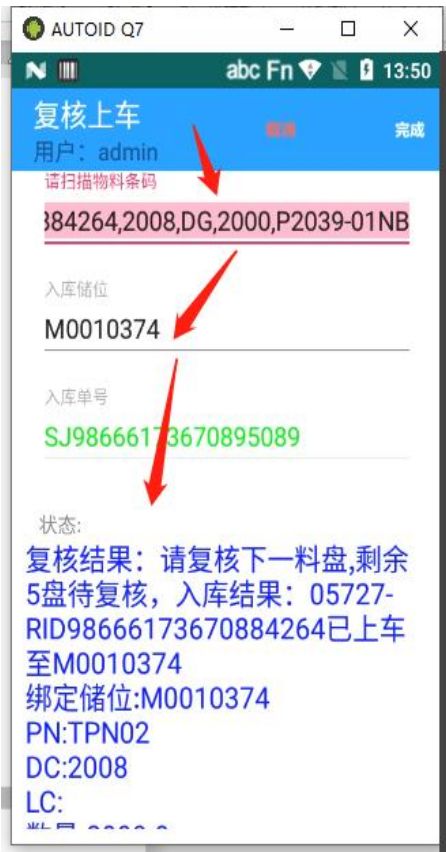 AUTOID Q7
abc Fn 13:50
复核上车
用户：admin
取消
完成
请扫描物料条码
384264,2008,DG,2000,P2039-01NB
入库储位
M0010374
入库单号
SJ98666173670895089
状态:
复核结果：请复核下一料盘,剩余
5盘待复核，入库结果：05727-
RID98666173670884264已上车
至M0010374
绑定储位:M0010374
PN:TPN02
DC:2008
LC: